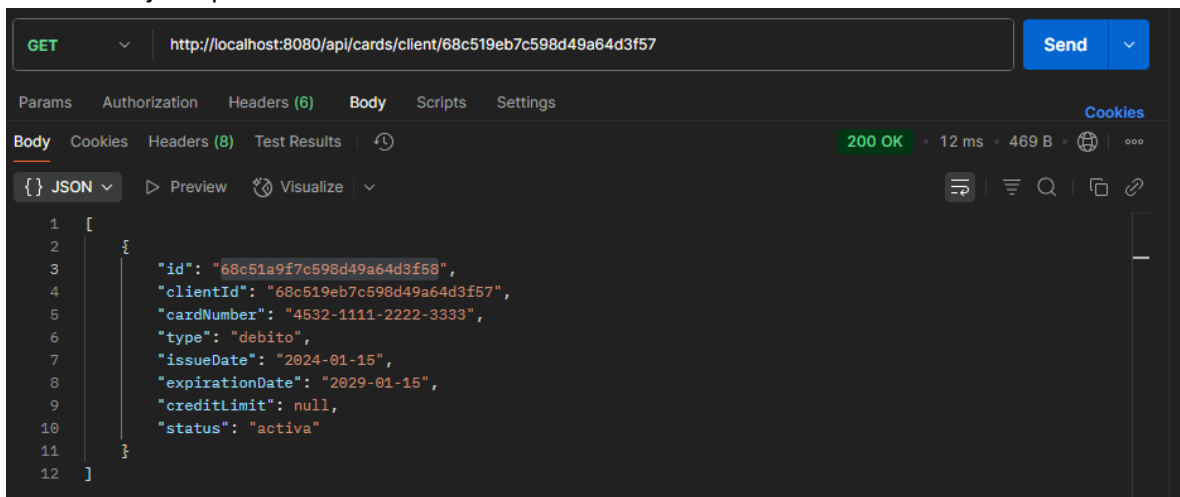 GET http://localhost:8080/api/cards/client/68c519eb7c598d49a64d3f57 Send
Params Authorization Headers (6) Body Scripts Settings Cookies
Body Cookies Headers (8) Test Results 200 OK 12 ms 469 B
{} JSON Preview Visualize
1 [
2 {
3 "id": "68c51a9f7c598d49a64d3f58",
4 "clientId": "68c519eb7c598d49a64d3f57",
5 "cardNumber": "4532-1111-2222-3333",
6 "type": "debito",
7 "issueDate": "2024-01-15",
8 "expirationDate": "2029-01-15",
9 "creditLimit": null,
10 "status": "activa"
11 }
12 ]